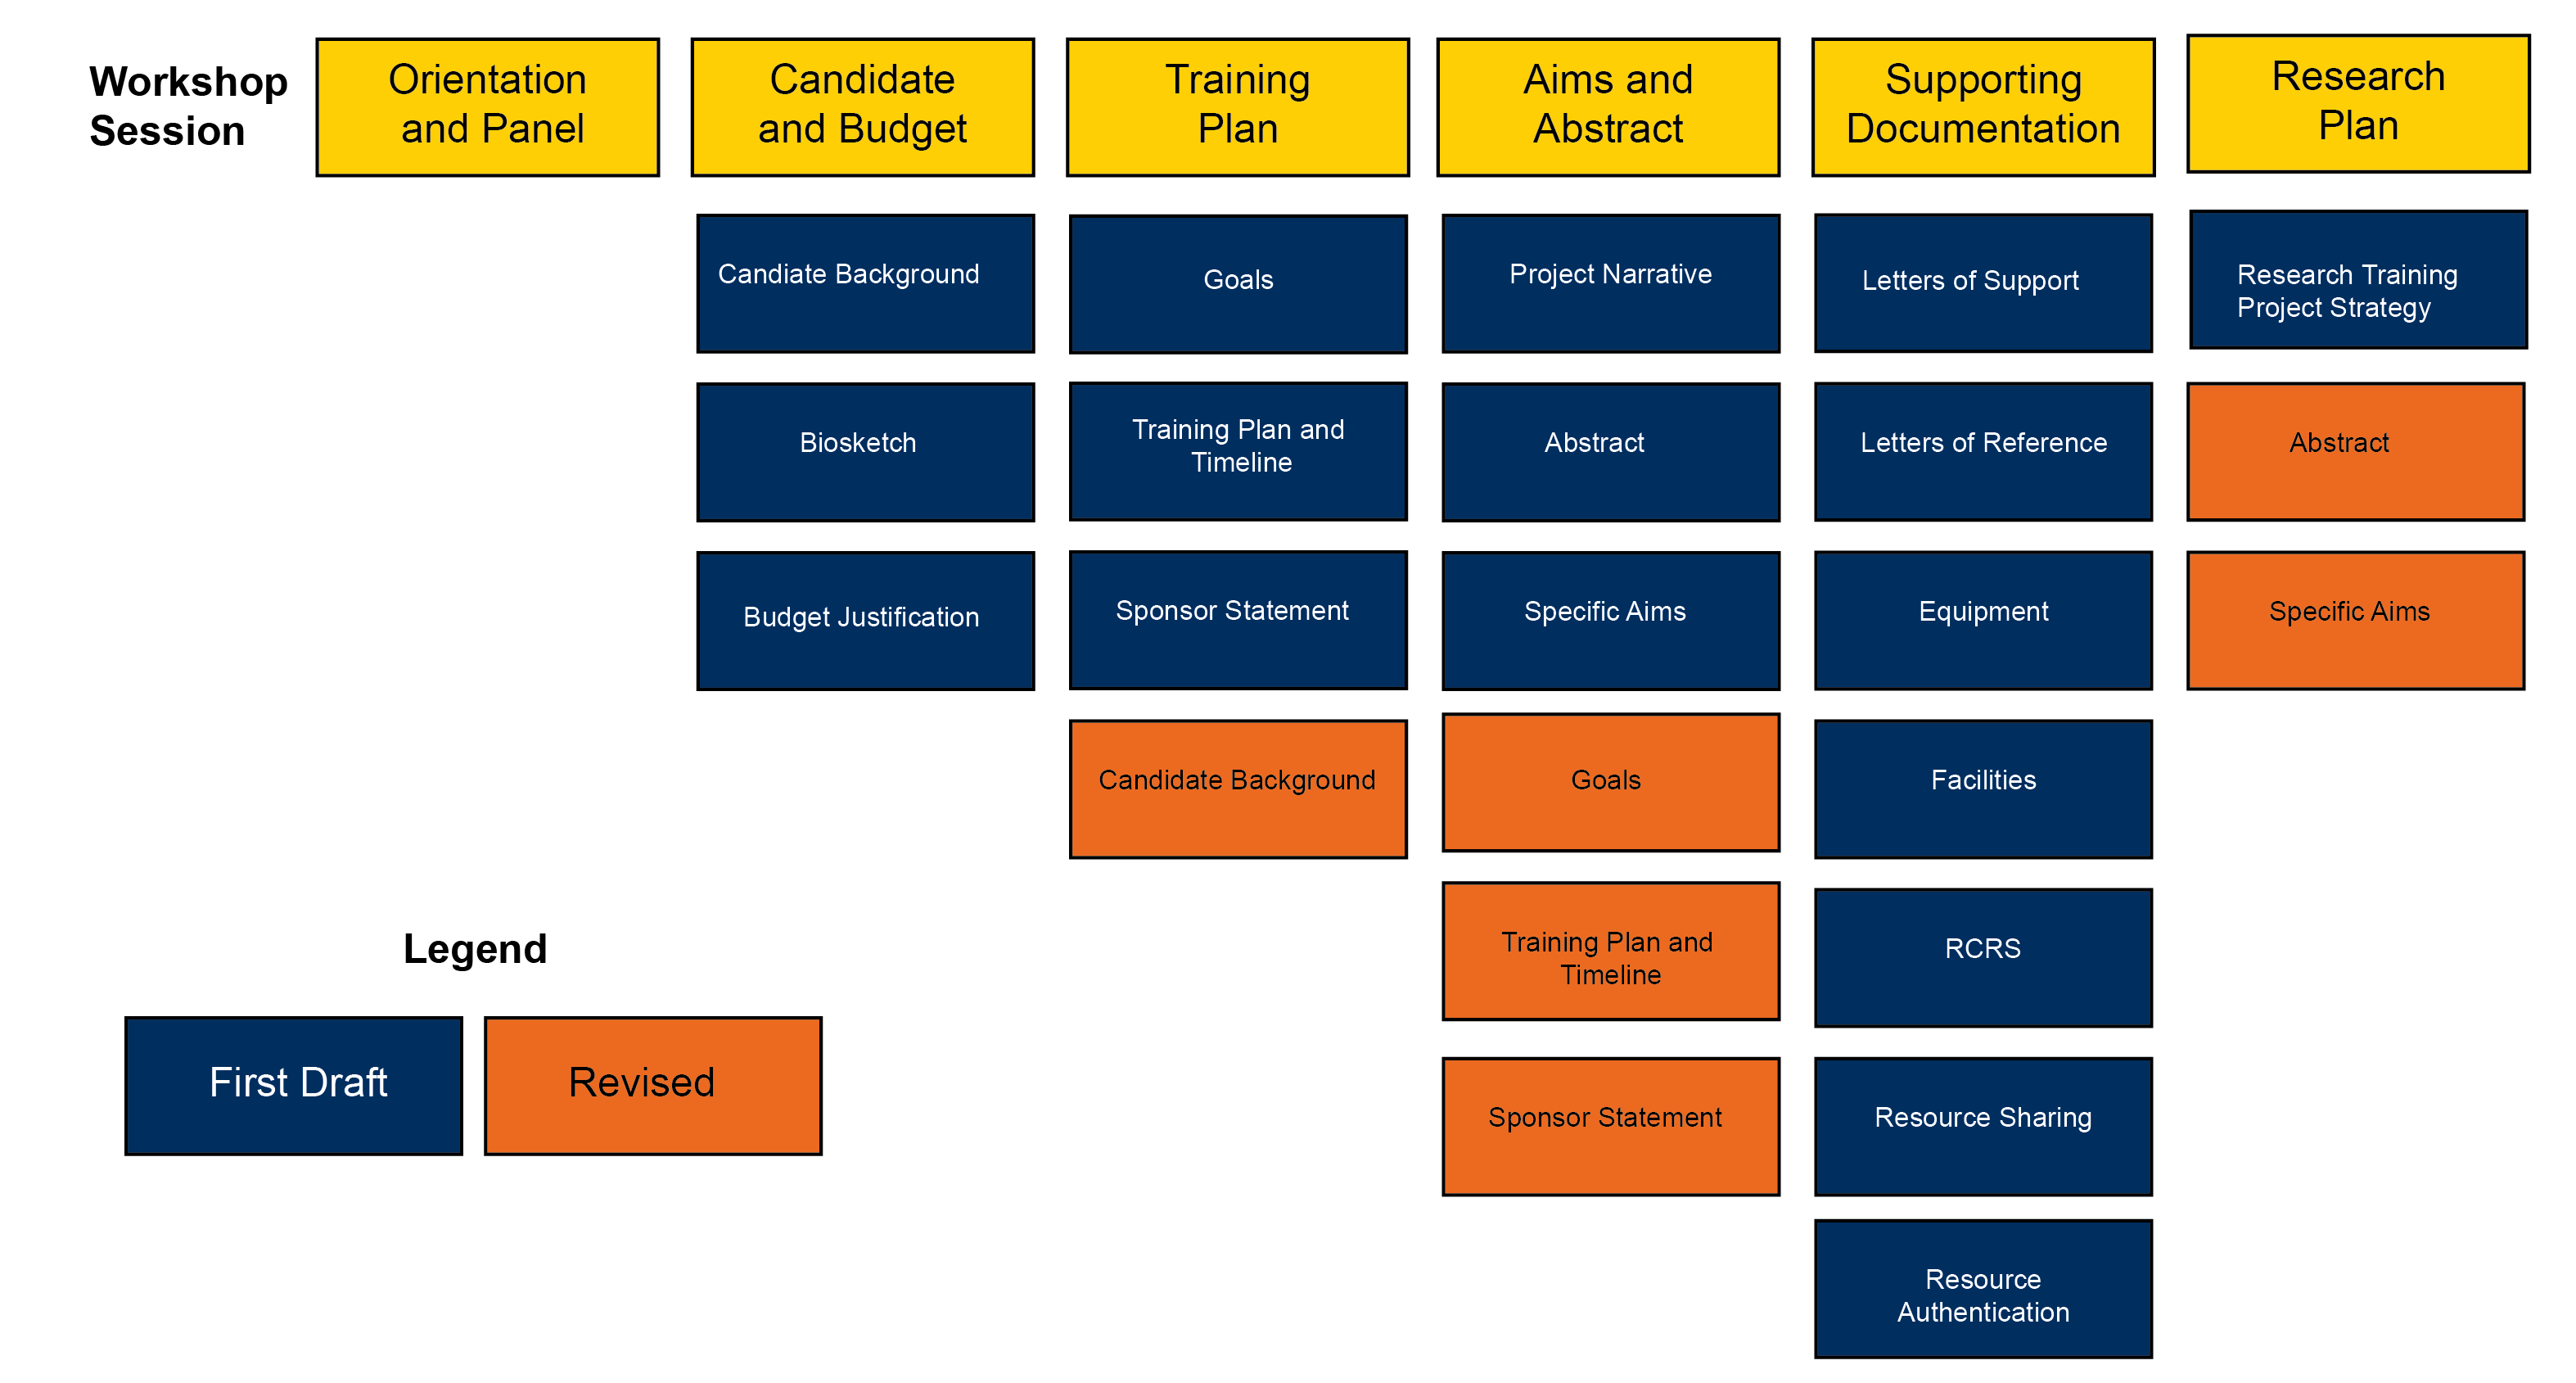 Workshop
Session
Orientation
and Panel
Candidate
and Budget
Training
Plan
Aims and
Abstract
Supporting
Documentation
Research
Plan
Candiate Background
Biosketch
Budget Justification
Goals
Training Plan and
Timeline
Sponsor Statement
Candidate Background
Project Narrative
Abstract
Specific Aims
Goals
Training Plan and
Timeline
Sponsor Statement
Letters of Support
Letters of Reference
Equipment
Facilities
RCRS
Resource Sharing
Resource
Authentication
Research Training
Project Strategy
Abstract
Specific Aims
Legend
First Draft
Revised